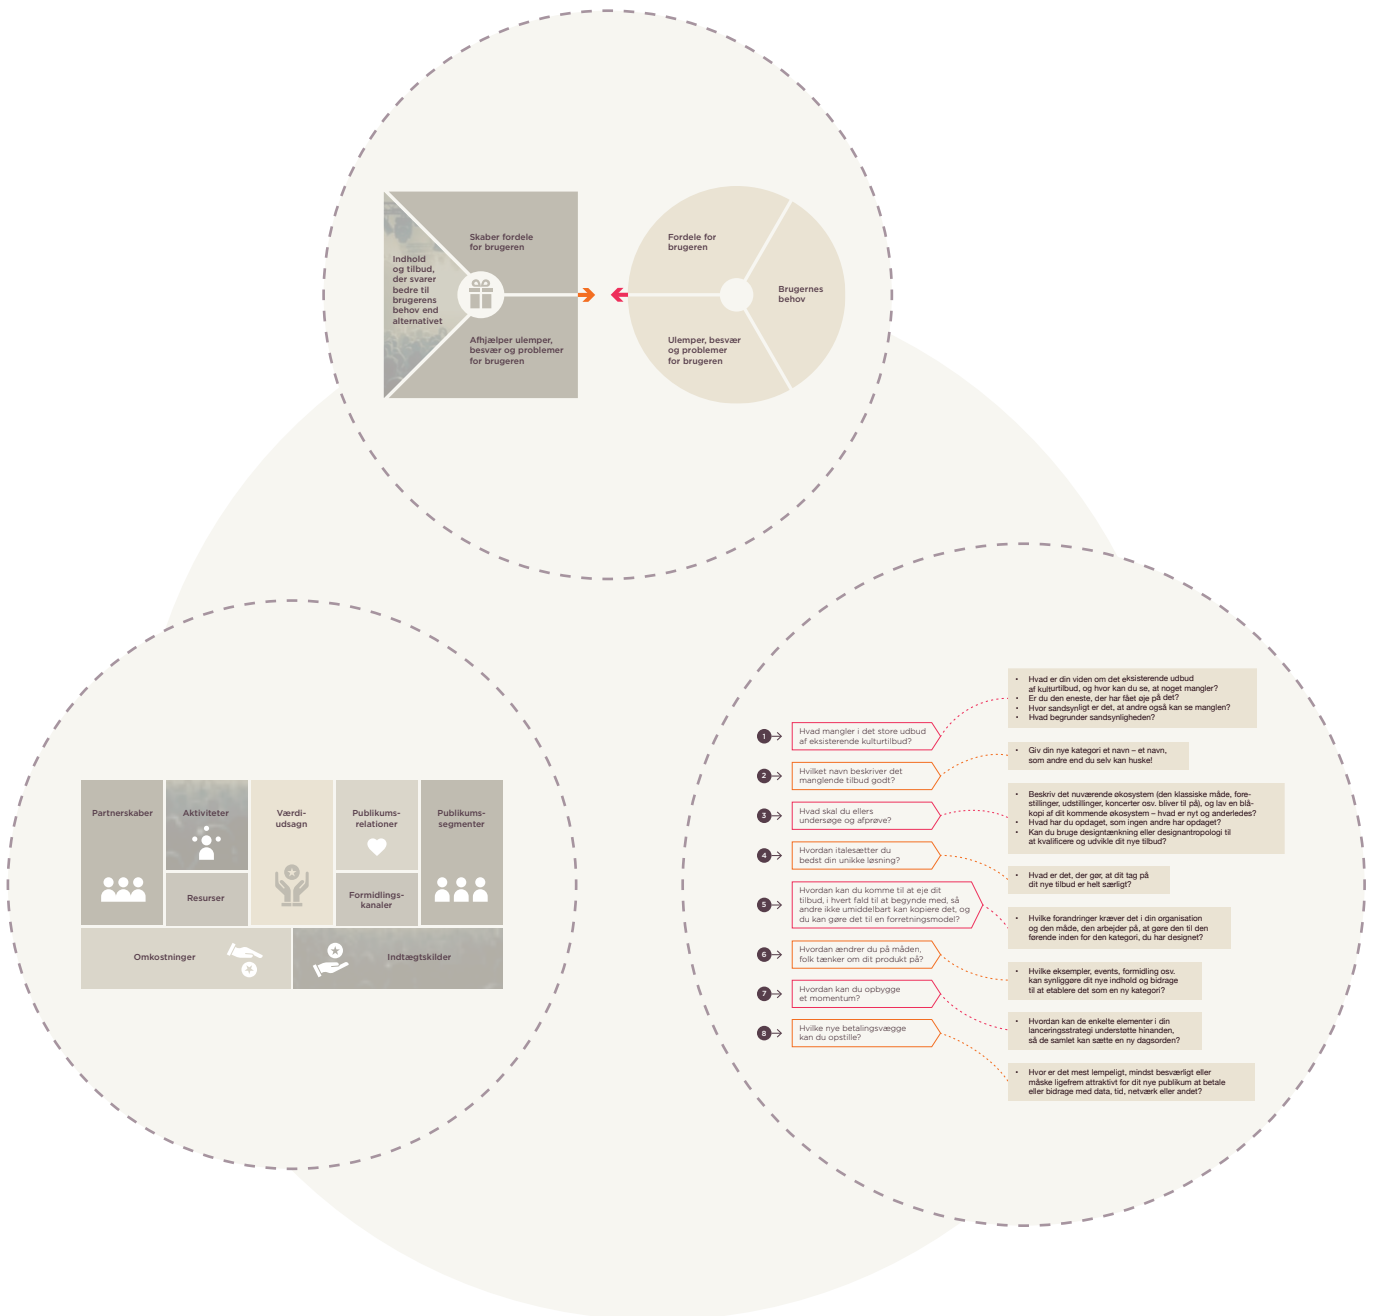 Skaber fordele
for brugeren
Indhold
og tilbud,
der svarer
bedre til
brugerens
behov end
alternativet
Afhjælper ulemper,
besvær og problemer
for brugeren
Fordele for
brugeren
Brugernes
behov
Ulemper, besvær
og problemer
for brugeren
Partnerskaber
Aktiviteter
Resurser
Værdi-
udsagn
Publikums-
relationer
Formidlings-
kanaler
Publikums-
segmenter
Omkostninger
Indtægtskilder
1
Hvad mangler i det store udbud
af eksisterende kulturtilbud?
• Hvad er din viden om det eksisterende udbud
af kulturtilbud, og hvor kan du se, at noget mangler?
• Er du den eneste, der har fået øje på det?
• Hvor sandsynligt er det, at andre også kan se manglen?
• Hvad begrunder sandsynligheden?
2
Hvilket navn beskriver det
manglende tilbud godt?
• Giv din nye kategori et navn – et navn,
som andre end du selv kan huske!
3
Hvad skal du ellers
undersøge og afprøve?
• Beskriv det nuværende økosystem (den klassiske måde, fore-
stillinger, udstillinger, koncerter osv. bliver til på), og lav en blå-
kopi af dit kommende økosystem – hvad er nyt og anderledes?
• Hvad har du opdaget, som ingen andre har opdaget?
• Kan du bruge designtænkning eller designantropologi til
at kvalificere og udvikle dit nye tilbud?
4
Hvordan italesætter du
bedst din unikke løsning?
• Hvad er det, der gør, at dit tag på
dit nye tilbud er helt særligt?
5
Hvordan kan du komme til at eje dit
tilbud, i hvert fald til at begynde med, så
andre ikke umiddelbart kan kopiere det, og
du kan gøre det til en forretningsmodel?
• Hvilke forandringer kræver det i din organisation
og den måde, den arbejder på, at gøre den til den
førende inden for den kategori, du har designet?
6
Hvordan ændrer du på måden,
folk tænker om dit produkt på?
• Hvilke eksempler, events, formidling osv.
kan synliggøre dit nye indhold og bidrage
til at etablere det som en ny kategori?
7
Hvordan kan du opbygge
et momentum?
• Hvordan kan de enkelte elementer i din
lanceringsstrategi understøtte hinanden,
så de samlet kan sætte en ny dagsorden?
8
Hvilke nye betalingsvægge
kan du opstille?
• Hvor er det mest lempeligt, mindst besværligt eller
måske ligefrem attraktivt for dit nye publikum at betale
eller bidrage med data, tid, netværk eller andet?